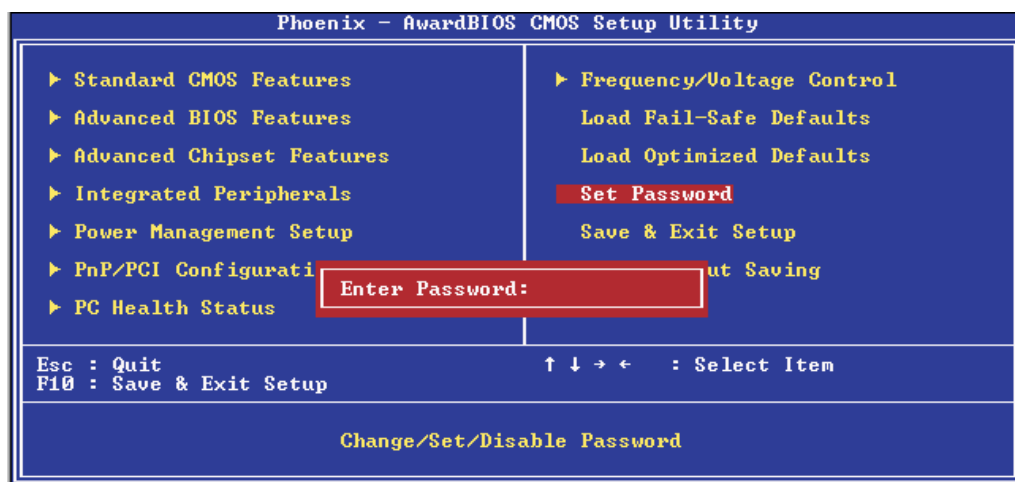 Phoenix – AwardBIOS CMOS Setup Utility
▶ Standard CMOS Features
▶ Advanced BIOS Features
▶ Advanced Chipset Features
▶ Integrated Peripherals
▶ Power Management Setup
▶ PnP/PCI Configurati
▶ PC Health Status
▶ Frequency/Voltage Control
Load Fail-Safe Defaults
Load Optimized Defaults
Set Password
Save & Exit Setup
ut Saving
Enter Password:
Esc : Quit
F10 : Save & Exit Setup
↑ ↓ → ← : Select Item
Change/Set/Disable Password